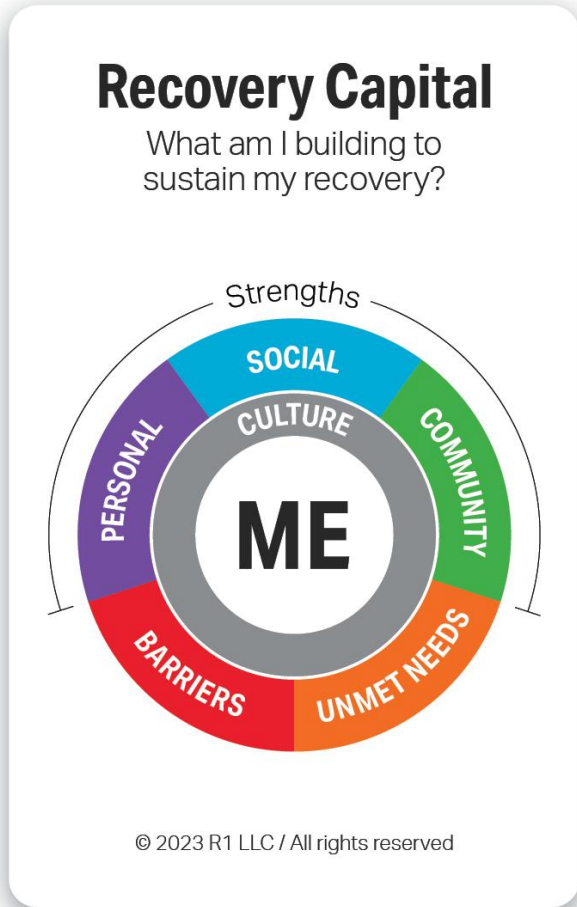 Recovery Capital
What am I building to
sustain my recovery?
Strengths
SOCIAL
PERSONAL
CULTURE
COMMUNITY
ME
BARRIERS
UNMET NEEDS
© 2023 R1 LLC / All rights reserved